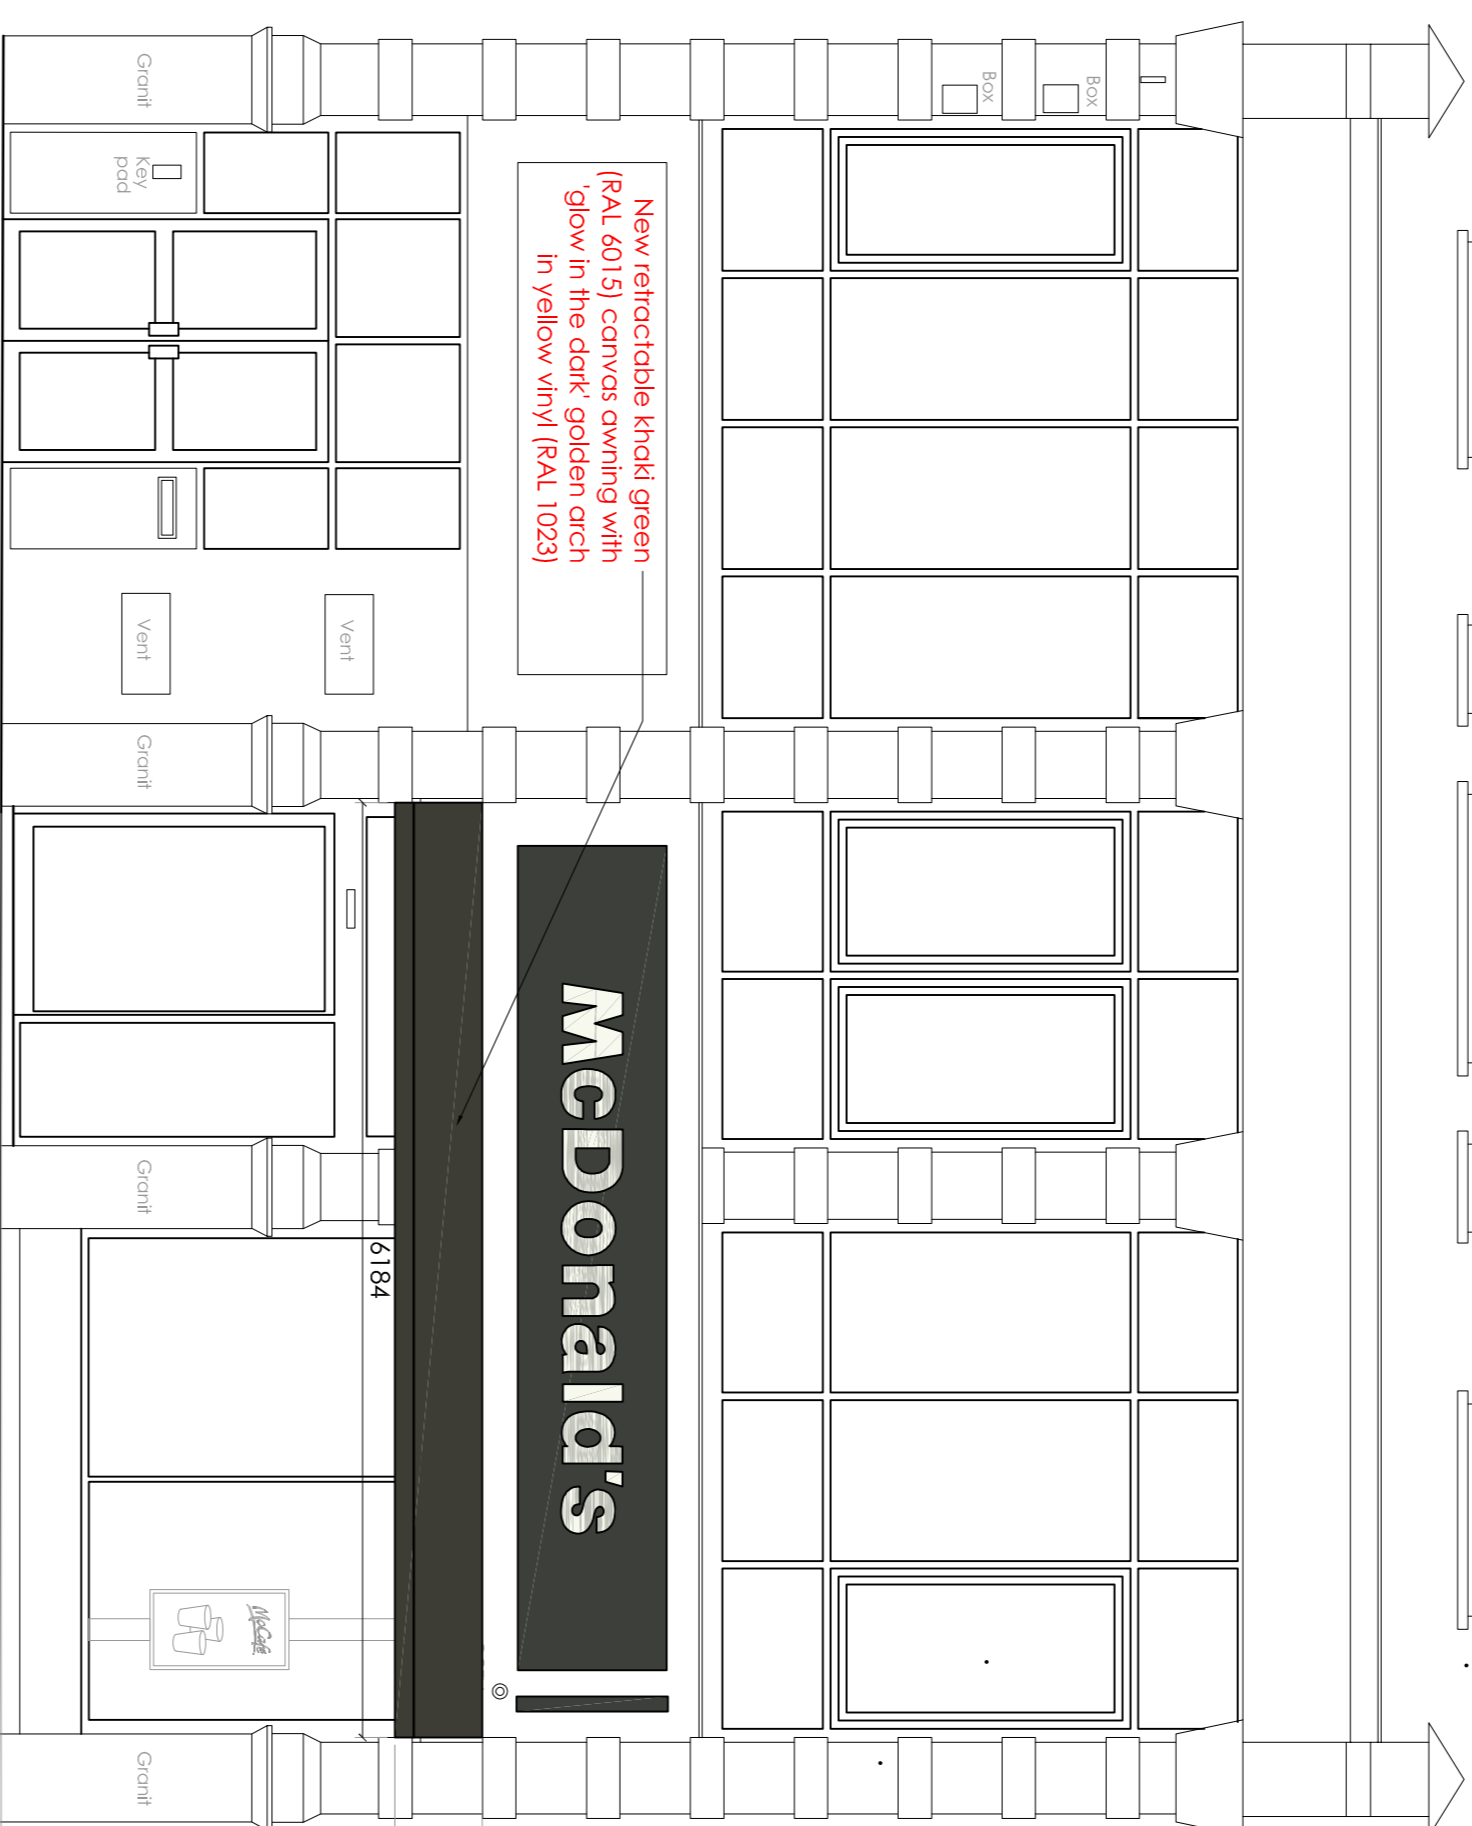 Box
Box
New retractable khaki green
(RAL 6015) canvas awning with
'glow in the dark' golden arch
in yellow vinyl (RAL 1023)
McDonald's
Vent
6184
Granit
Key
pad
Vent
Granit
Granit
McCafé
Granit